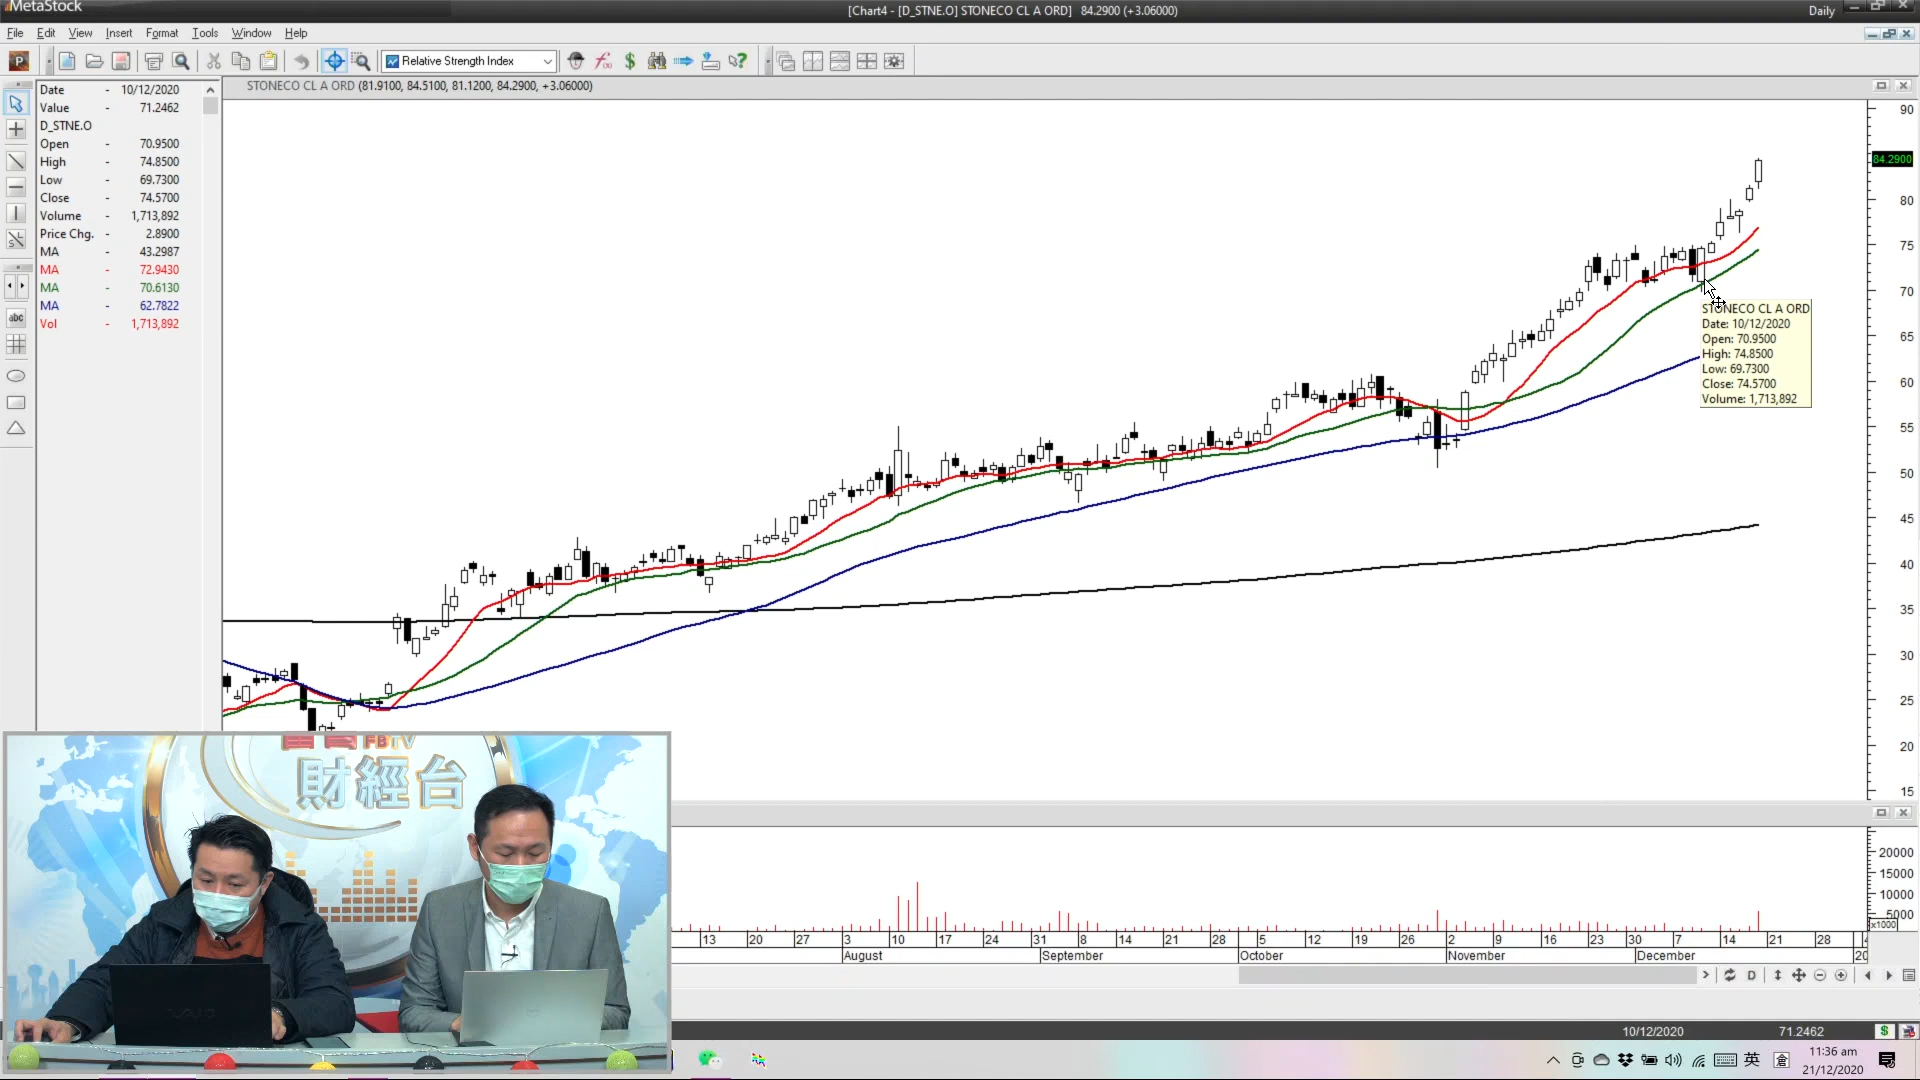 MetaStock
[Chart4 - [D_STNE.O] STONECO CL A ORD] 84.2900 (+3.06000)
Daily
File Edit View Insert Format Tools Window Help
Relative Strength Index
STONECO CL A ORD (81.9100, 84.5100, 81.1200, 84.2900, +3.06000)
Date - 10/12/2020
Value - 71.2462
D_STNE.O
Open - 70.9500
High - 74.8500
Low - 69.7300
Close - 74.5700
Volume - 1,713,892
Price Chg. - 2.8900
MA - 43.2987
MA - 72.9430
MA - 70.6130
MA - 62.7822
Vol - 1,713,892
abc
90
84.2900
80
75
70
65
60
55
50
45
40
35
30
25
20
15
STONECO CL A ORD
Date: 10/12/2020
Open: 70.9500
High: 74.8500
Low: 69.7300
Close: 74.5700
Volume: 1,713,892
FBTV
財經台
20000
15000
10000
5000
x1000
13 20 27 3 10 17 24 31 8 14 21 28 5 12 19 26 2 9 16 23 30 7 14 21 28
August September October November December 20
D
10/12/2020 71.2462
英
倉
11:36 am
21/12/2020